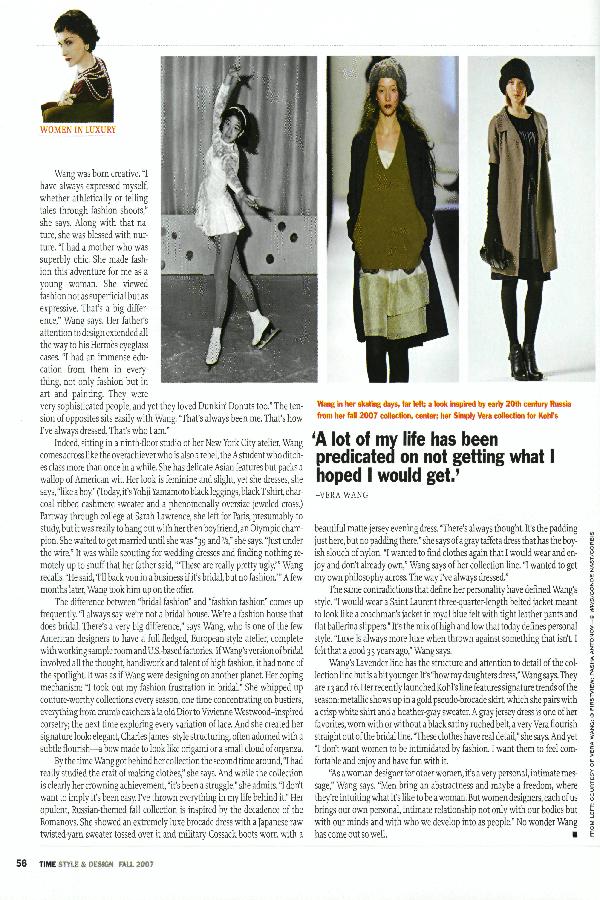 WOMEN IN LUXURY
Wang was born creative. "I
have always expressed myself,
whether athletically or telling
tales through fashion shoots,"
she says. Along with that na-
ture, she was blessed with nur-
ture. "I had a mother who was
superbly chic. She made fash-
ion this adventure for me as a
young woman. She viewed
fashion not as superficial but as
expressive. That's a big differ-
ence," Wang says. Her father's
attention to design extended all
the way to his Hermès eyeglass
cases. "I had an immense edu-
cation from them in every-
thing, not only fashion but in
art and painting. They were
very sophisticated people, and yet they loved Dunkin' Donuts too." The ten-
sion of opposites sits easily with Wang. "That's always been me. That's how
I've always dressed. That's who I am."
Indeed, sitting in a ninth-floor studio of her New York City atelier, Wang
comes across like the overachiever who is also a rebel, the A student who ditch-
es class more than once in a while. She has delicate Asian features but packs a
wallop of American wit. Her look is feminine and slight, yet she dresses, she
says, "like a boy" (today, it's Yohji Yamamoto black leggings, black T shirt, char-
coal ribbed cashmere sweater and a phenomenally oversize jeweled cross.)
Partway through college at Sarah Lawrence, she left for Paris, presumably to
study, but it was really to hang out with her then boyfriend, an Olympic cham-
pion. She waited to get married until she was "39 and ¾," she says. "Just under
the wire." It was while scouting for wedding dresses and finding nothing re-
motely up to snuff that her father said, "'These are really pretty ugly,'" Wang
recalls. "He said, 'I'll back you in a business if it's bridal, but no fashion.'" A few
months later, Wang took him up on the offer.
The difference between "bridal fashion" and "fashion fashion" comes up
frequently. "I always say we're not a bridal house. We're a fashion house that
does bridal. There's a very big difference," says Wang, who is one of the few
American designers to have a full fledged, European-style atelier, complete
with working sample room and U.S.-based factories. If Wang's version of bridal
involved all the thought, handiwork and talent of high fashion, it had none of
the spotlight. It was as if Wang were designing on another planet. Her coping
mechanism: "I took out my fashion frustration in bridal." She whipped up
couture-worthy collections every season, one time concentrating on bustiers,
everything from crumb catchers à la old Dior to Vivienne Westwood–inspired
corsetry; the next time exploring every variation of lace. And she created her
signature look: elegant, Charles James–style structuring, often adorned with a
subtle flourish—a bow made to look like origami or a small cloud of organza.
By the time Wang got behind her collection the second time around, "I had
really studied the craft of making clothes," she says. And while the collection
is clearly her crowning achievement, "it's been a struggle," she admits. "I don't
want to imply it's been easy. I've thrown everything in my life behind it." Her
opulent, Russian-themed fall collection is inspired by the decadence of the
Romanovs. She showed an extremely luxe brocade dress with a Japanese raw
twisted-yarn sweater tossed over it and military Cossack boots worn with a
Wang in her skating days, far left; a look inspired by early 20th century Russia
from her fall 2007 collection, center; her Simply Vera collection for Kohl's
'A lot of my life has been
predicated on not getting what I
hoped I would get.'
—VERA WANG
beautiful matte jersey evening dress. "There's always thought. It's the padding
just here, but no padding there," she says of a gray taffeta dress that has the boy-
ish slouch of nylon. "I wanted to find clothes again that I would wear and en-
joy and don't already own," Wang says of her collection line. "I wanted to get
my own philosophy across. The way I've always dressed."
The same contradictions that define her personality have defined Wang's
style. "I would wear a Saint Laurent three-quarter-length belted jacket meant
to look like a coachman's jacket in royal blue felt with tight leather pants and
flat ballerina slippers." It's the mix of high and low that today defines personal
style. "Luxe is always more luxe when thrown against something that isn't. I
felt that a good 35 years ago," Wang says.
Wang's Lavender line has the structure and attention to detail of the col-
lection line but is a bit younger. It's "how my daughters dress," Wang says. They
are 13 and 16. Her recently launched Kohl's line features signature trends of the
season: metallic shows up in a gold pseudo-brocade skirt, which she pairs with
a crisp white shirt and a heather-gray sweater. A gray jersey dress is one of her
favorites, worn with or without a black satiny ruched belt, a very Vera flourish
straight out of the bridal line. "These clothes have real detail," she says. And yet
"I don't want women to be intimidated by fashion. I want them to feel com-
fortable and enjoy and have fun with it.
"As a woman designer for other women, it's a very personal, intimate mes-
sage," Wang says. "Men bring an abstractness and maybe a freedom, where
they're intuiting what it's like to be a woman. But women designers, each of us
brings our own personal, intimate relationship not only with our bodies but
with our minds and with who we develop into as people." No wonder Wang
has come out so well.
56 TIME STYLE & DESIGN FALL 2007
FROM LEFT: COURTESY OF VERA WANG;